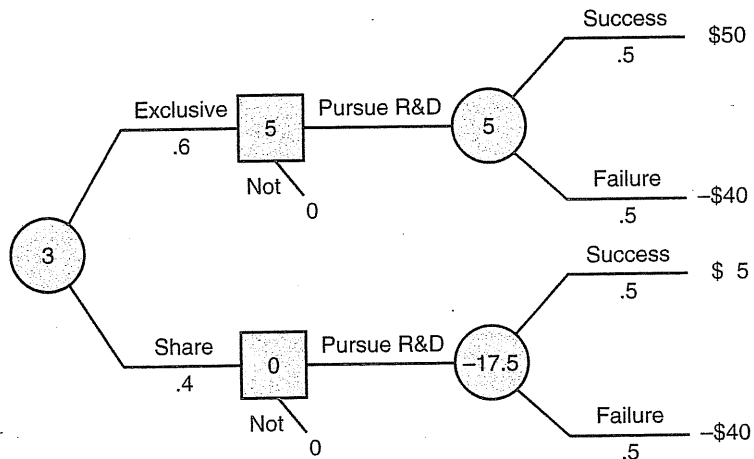 Success
$50
.5
Exclusive
.6
5
Pursue R&D
5
Not
0
Failure
–$40
.5
3
Success
$ 5
.5
Share
.4
0
Pursue R&D
–17.5
Not
0
Failure
–$40
.5